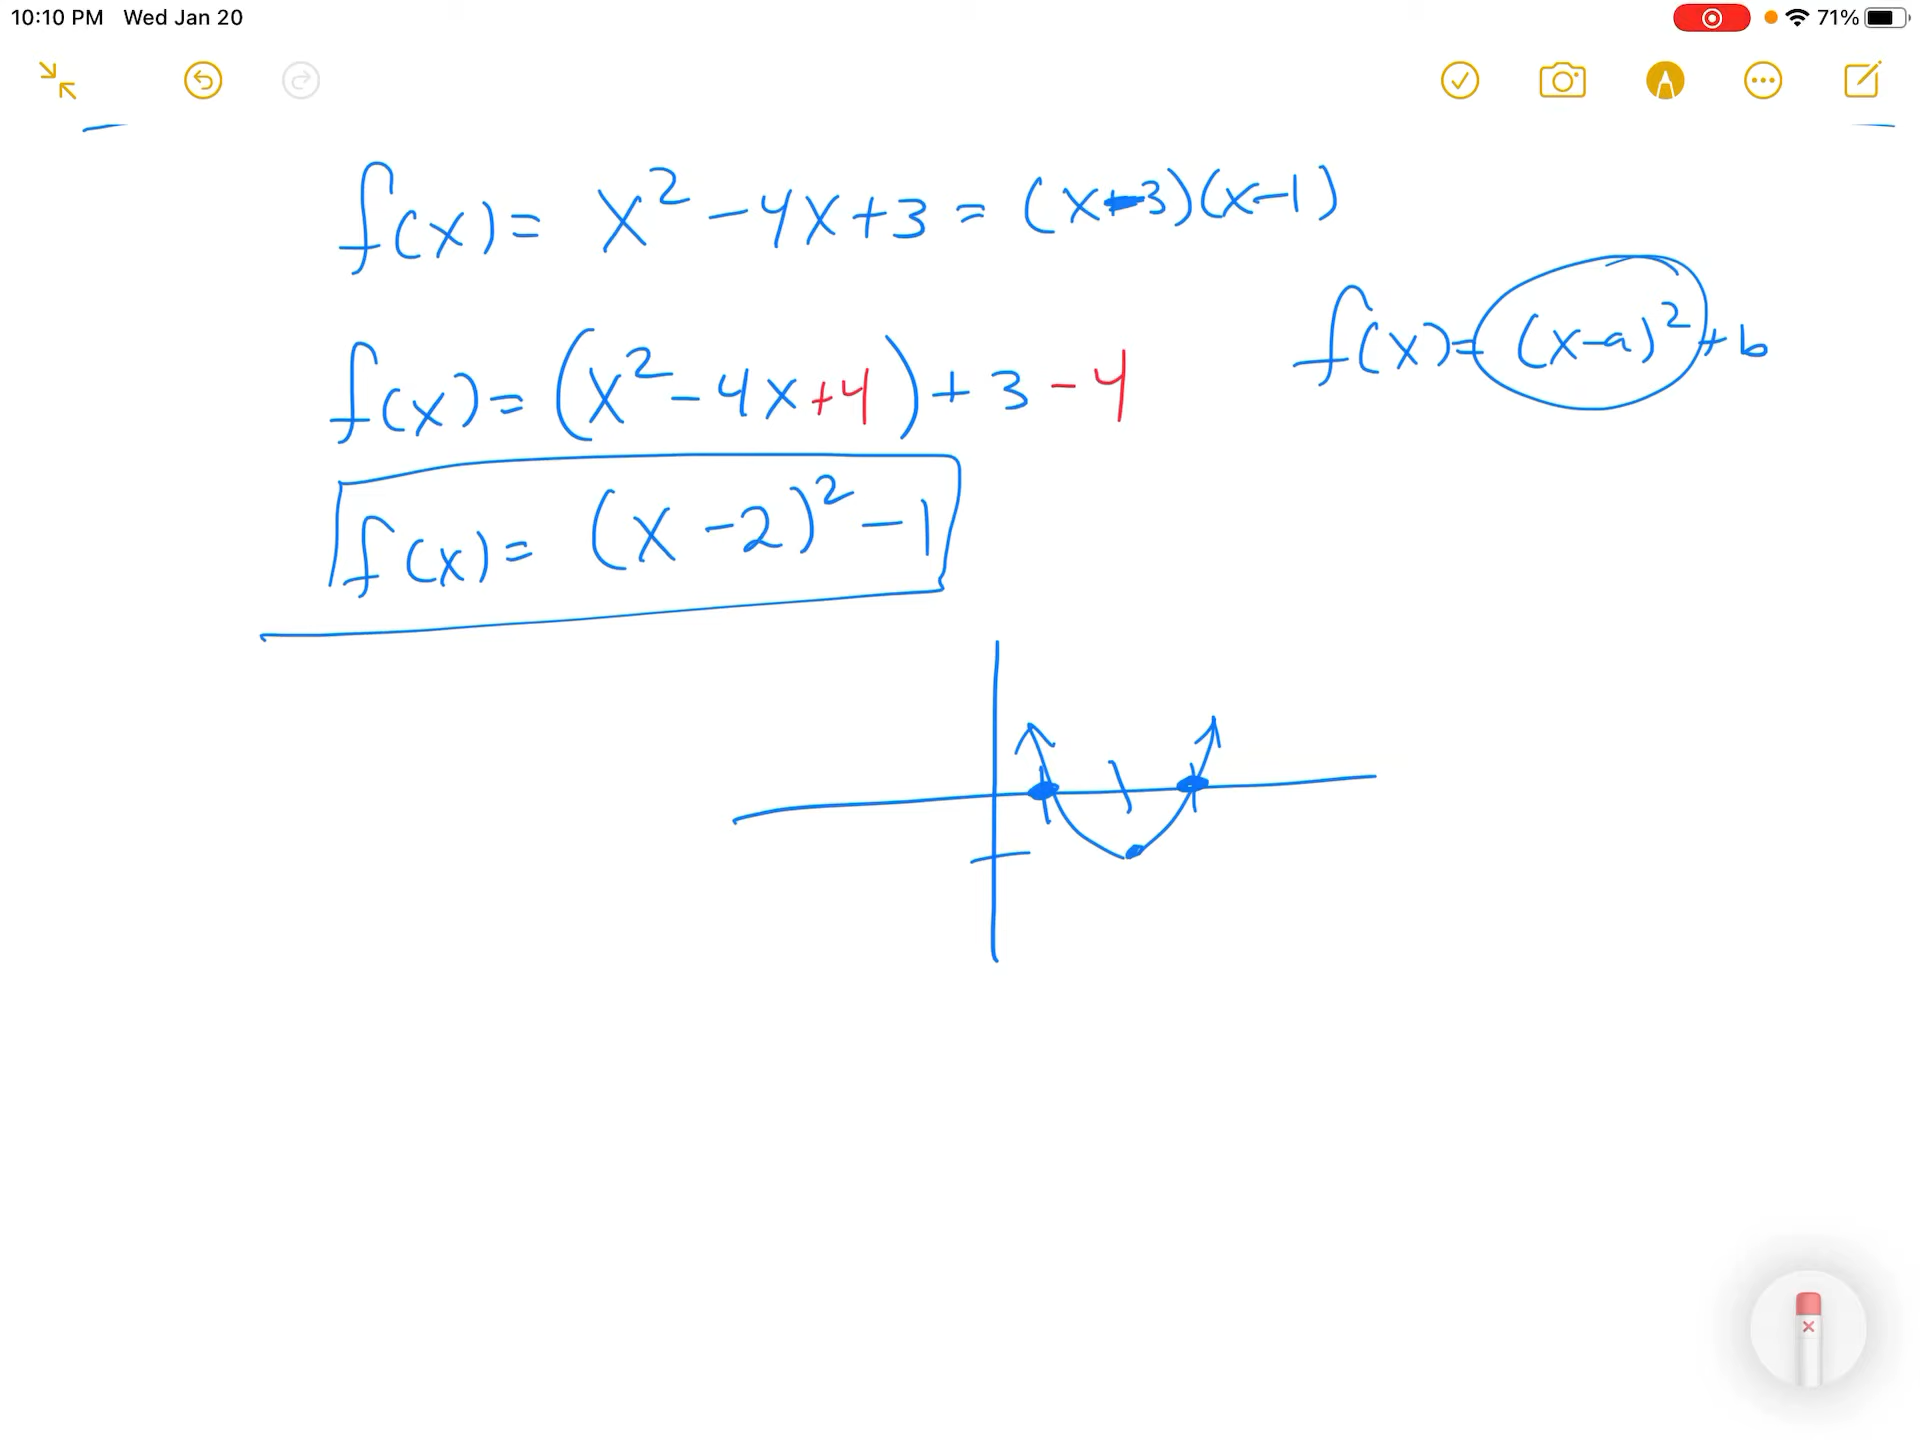 10:10 PM Wed Jan 20 71%
f(x) = x² - 4x + 3 = (x-3)(x-1)
f(x) = (x-a)² + b
f(x) = (x² - 4x + 4) + 3 - 4
f(x) = (x - 2)² - 1